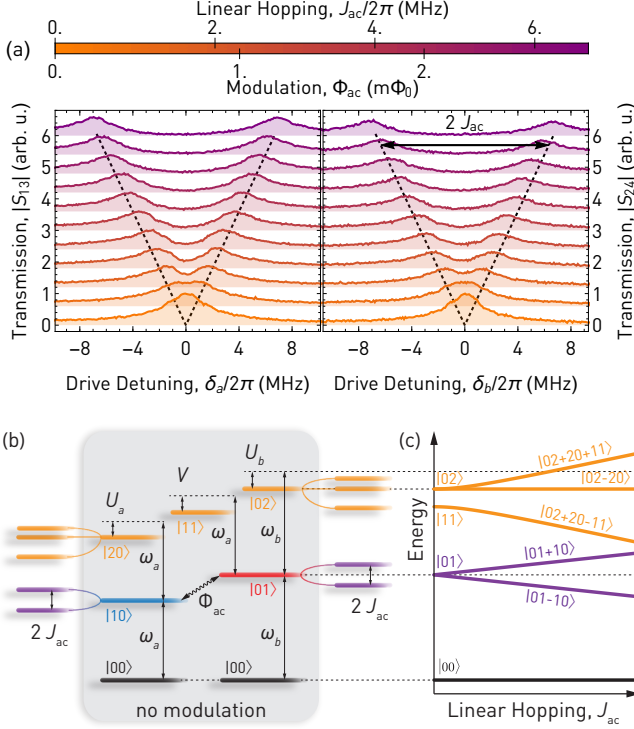 Linear Hopping, J_ac/2π (MHz)
0. 2. 4. 6.
(a)
0. 1. 2.
Modulation, Φ_ac (mΦ_0)
Transmission, |S_13| (arb. u.)
6
5
4
3
2
1
0
2 J_ac
6
5
4
3
2
1
0
Transmission, |S_24| (arb. u.)
−8 −4 0 4 8
−8 −4 0 4 8
Drive Detuning, δ_a/2π (MHz)
Drive Detuning, δ_b/2π (MHz)
(b)
U_a
V
U_b
|20⟩
|11⟩
|02⟩
ω_a
ω_a
ω_b
|10⟩
Φ_ac
|01⟩
2 J_ac
2 J_ac
ω_a
ω_b
|00⟩
|00⟩
no modulation
(c)
Energy
|02⟩
|02+20+11⟩
|02-20⟩
|11⟩
|02+20-11⟩
|01⟩
|01+10⟩
|01-10⟩
|00⟩
Linear Hopping, J_ac